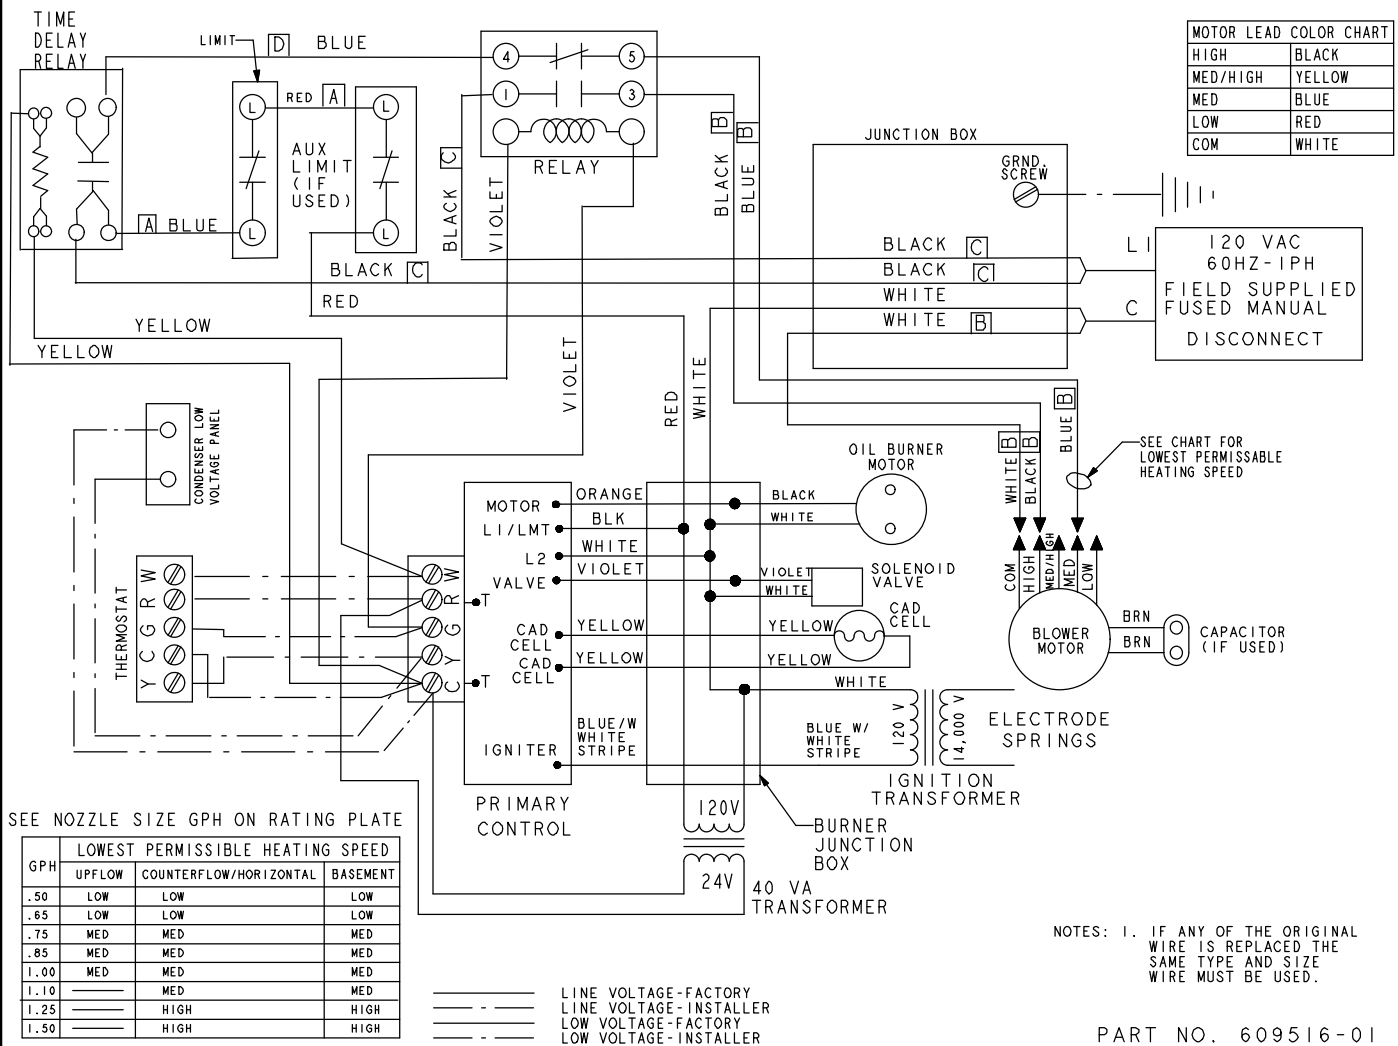 TIME
DELAY
RELAY
LIMIT
D BLUE
4
5
1
3
RELAY
L
RED A
L
AUX
LIMIT
(IF
USED)
L
L
A BLUE
BLACK C
VIOLET
BLACK B
BLUE B
MOTOR LEAD COLOR CHART
HIGH BLACK
MED/HIGH YELLOW
MED BLUE
LOW RED
COM WHITE
JUNCTION BOX
GRND.
SCREW
BLACK C
BLACK C
WHITE
WHITE B
L1
C
120 VAC
60HZ-1PH
FIELD SUPPLIED
FUSED MANUAL
DISCONNECT
BLACK C
RED
YELLOW
YELLOW
VIOLET
RED
WHITE
CONDENSER LOW
VOLTAGE PANEL
THERMOSTAT
W
R
G
C
Y
W
R
G
Y
C
T
T
MOTOR
L1/LMT
L2
VALVE
CAD
CELL
CAD
CELL
IGNITER
PRIMARY
CONTROL
ORANGE
BLK
WHITE
VIOLET
YELLOW
YELLOW
BLUE/W
WHITE
STRIPE
OIL BURNER
MOTOR
BLACK
WHITE
VIOLET
WHITE
SOLENOID
VALVE
CAD
CELL
YELLOW
YELLOW
WHITE
BLUE W/
WHITE
STRIPE
120 V
14,000 V
ELECTRODE
SPRINGS
IGNITION
TRANSFORMER
BURNER
JUNCTION
BOX
120V
24V
40 VA
TRANSFORMER
WHITE B
BLACK B
BLUE B
SEE CHART FOR
LOWEST PERMISSABLE
HEATING SPEED
COM
HIGH
MED/HIGH
MED
LOW
BLOWER
MOTOR
BRN
BRN
CAPACITOR
(IF USED)
SEE NOZZLE SIZE GPH ON RATING PLATE
GPH LOWEST PERMISSIBLE HEATING SPEED
UPFLOW COUNTERFLOW/HORIZONTAL BASEMENT
.50 LOW LOW LOW
.65 LOW LOW LOW
.75 MED MED MED
.85 MED MED MED
1.00 MED MED MED
1.10 —— MED MED
1.25 —— HIGH HIGH
1.50 —— HIGH HIGH
LINE VOLTAGE-FACTORY
LINE VOLTAGE-INSTALLER
LOW VOLTAGE-FACTORY
LOW VOLTAGE-INSTALLER
NOTES: 1. IF ANY OF THE ORIGINAL
WIRE IS REPLACED THE
SAME TYPE AND SIZE
WIRE MUST BE USED.
PART NO. 609516-01